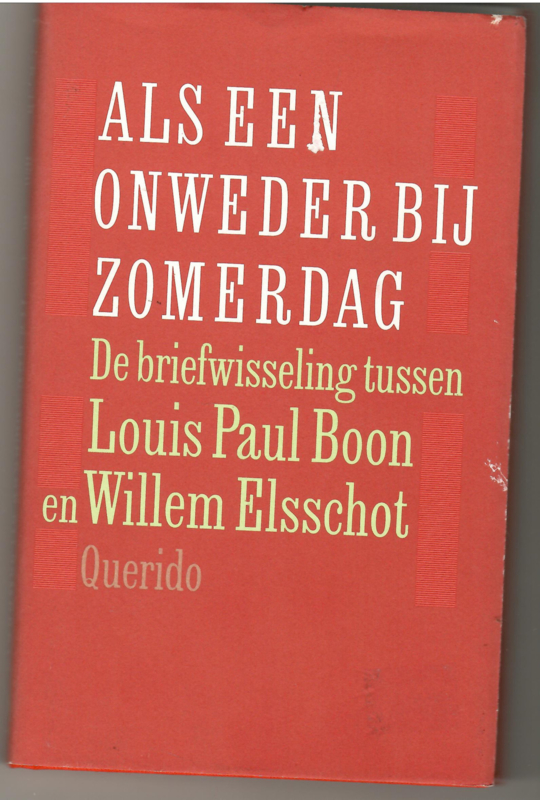 ALS EEN
ONWEDER BIJ
ZOMERDAG
De briefwisseling tussen
Louis Paul Boon
en Willem Elsschot
Querido